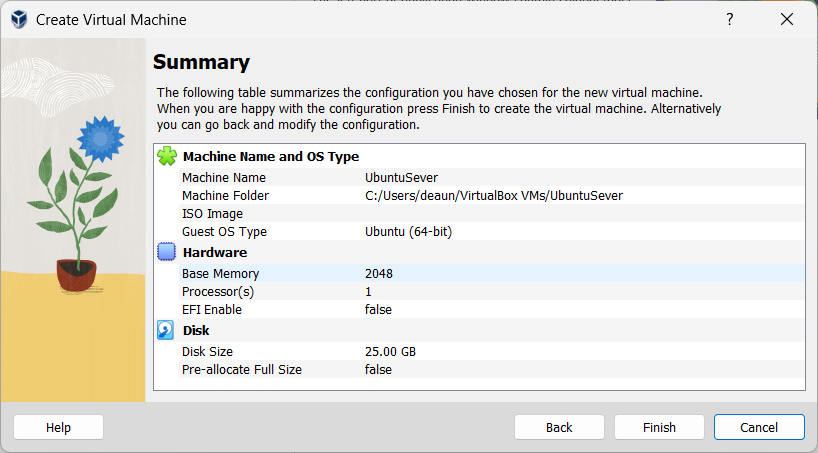 Create Virtual Machine
?
Summary
The following table summarizes the configuration you have chosen for the new virtual machine.
When you are happy with the configuration press Finish to create the virtual machine. Alternatively
you can go back and modify the configuration.
Machine Name and OS Type
Machine Name UbuntuSever
Machine Folder C:/Users/deaun/VirtualBox VMs/UbuntuSever
ISO Image
Guest OS Type Ubuntu (64-bit)
Hardware
Base Memory 2048
Processor(s) 1
EFI Enable false
Disk
Disk Size 25.00 GB
Pre-allocate Full Size false
Help Back Finish Cancel